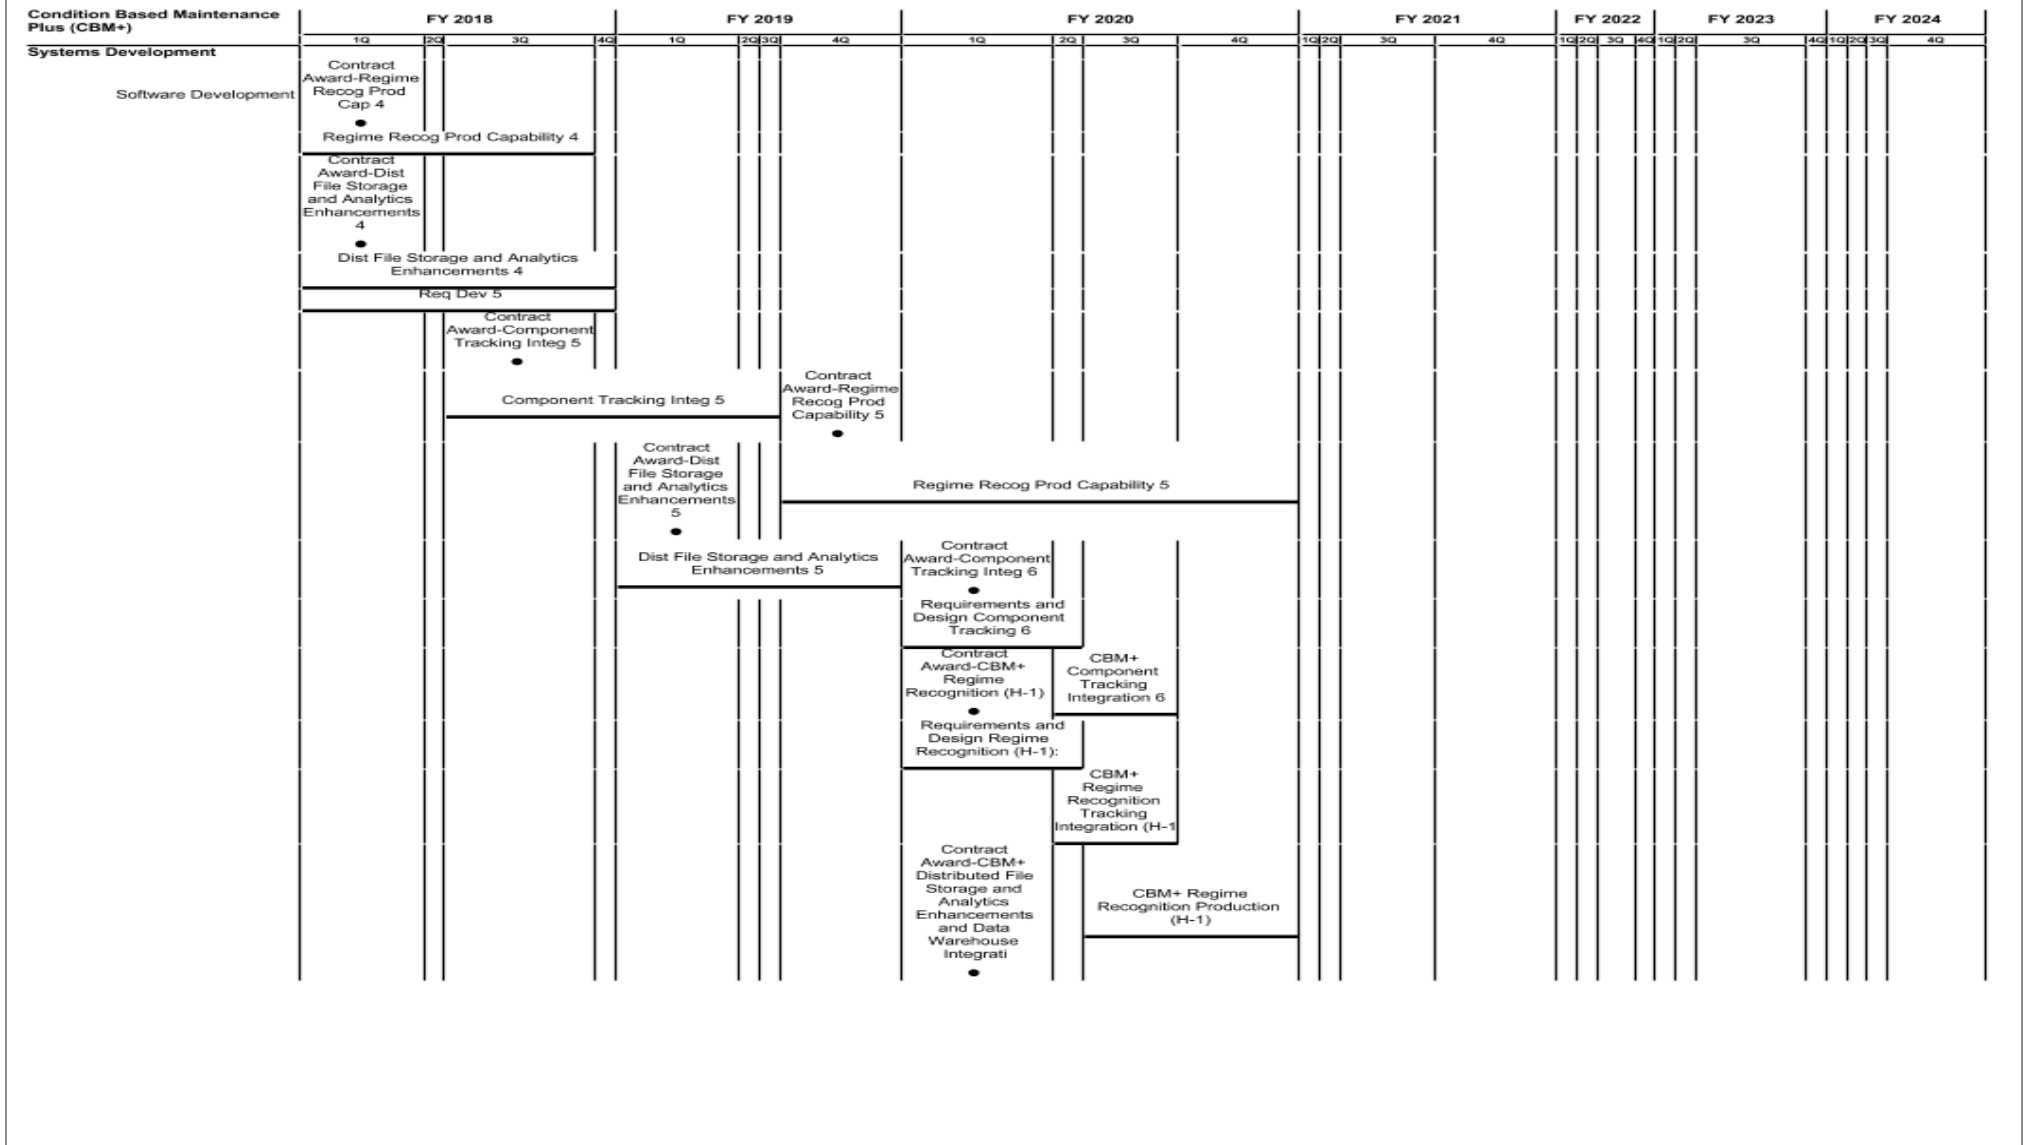 Condition Based Maintenance
Plus (CBM+)
FY 2018
FY 2019
FY 2020
FY 2021
FY 2022
FY 2023
FY 2024
1Q 2Q 3Q 4Q 1Q 2Q 3Q 4Q 1Q 2Q 3Q 4Q 1Q 2Q 3Q 4Q 1Q 2Q 3Q 4Q 1Q 2Q 3Q 4Q 1Q 2Q 3Q 4Q
Systems Development
Software Development
Contract
Award-Regime
Recog Prod
Cap 4
Regime Recog Prod Capability 4
Contract
Award-Dist
File Storage
and Analytics
Enhancements
4
Dist File Storage and Analytics
Enhancements 4
Req Dev 5
Contract
Award-Component
Tracking Integ 5
Component Tracking Integ 5
Contract
Award-Regime
Recog Prod
Capability 5
Contract
Award-Dist
File Storage
and Analytics
Enhancements
5
Regime Recog Prod Capability 5
Dist File Storage and Analytics
Enhancements 5
Contract
Award-Component
Tracking Integ 6
Requirements and
Design Component
Tracking 6
Contract
Award-CBM+
Regime
Recognition (H-1)
CBM+
Component
Tracking
Integration 6
Requirements and
Design Regime
Recognition (H-1):
CBM+
Regime
Recognition
Tracking
Integration (H-1
Contract
Award-CBM+
Distributed File
Storage and
Analytics
Enhancements
and Data
Warehouse
Integrati
CBM+ Regime
Recognition Production
(H-1)